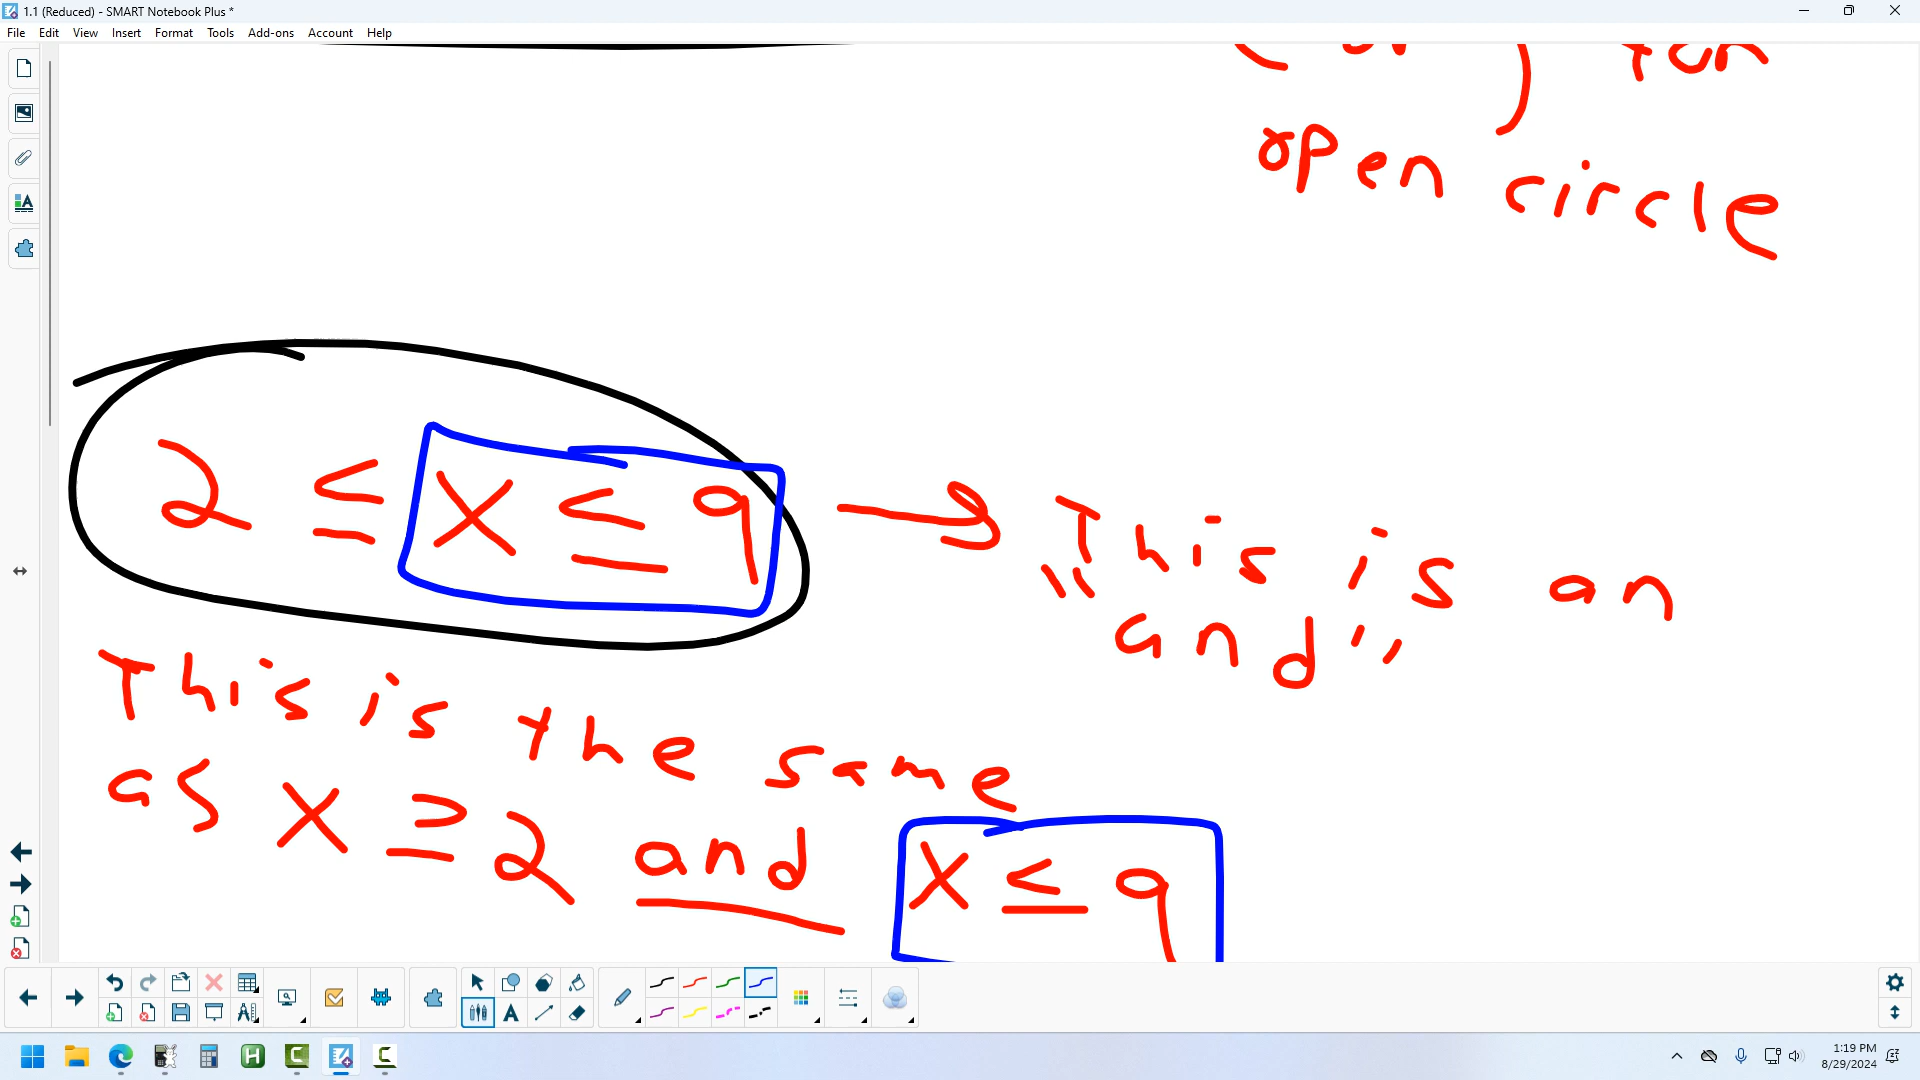 1.1 (Reduced) - SMART Notebook Plus *
File Edit View Insert Format Tools Add-ons Account Help
( or ) for
open circle
2 ≤ x ≤ 9 → This is an
"and"
This is the same
as x ≥ 2 and x ≤ 9
1:19 PM
8/29/2024